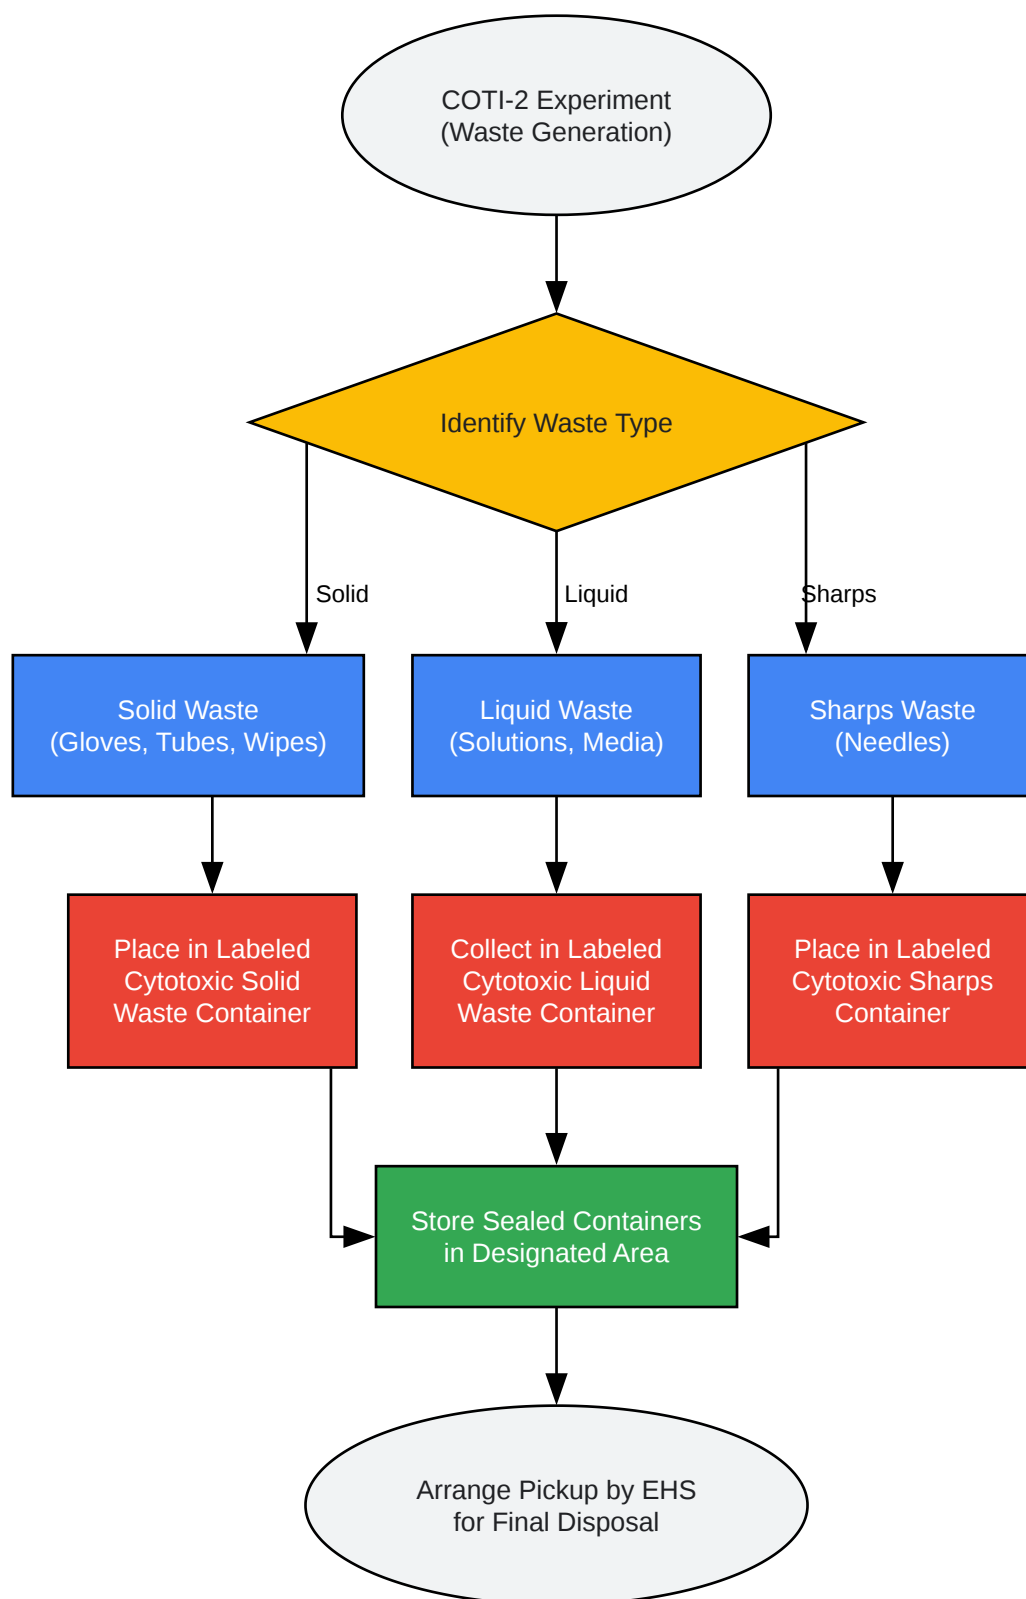 COTI-2 Experiment
(Waste Generation)
Identify Waste Type
Solid
Liquid
Sharps
Solid Waste
(Gloves, Tubes, Wipes)
Liquid Waste
(Solutions, Media)
Sharps Waste
(Needles)
Place in Labeled
Cytotoxic Solid
Waste Container
Collect in Labeled
Cytotoxic Liquid
Waste Container
Place in Labeled
Cytotoxic Sharps
Container
Store Sealed Containers
in Designated Area
Arrange Pickup by EHS
for Final Disposal